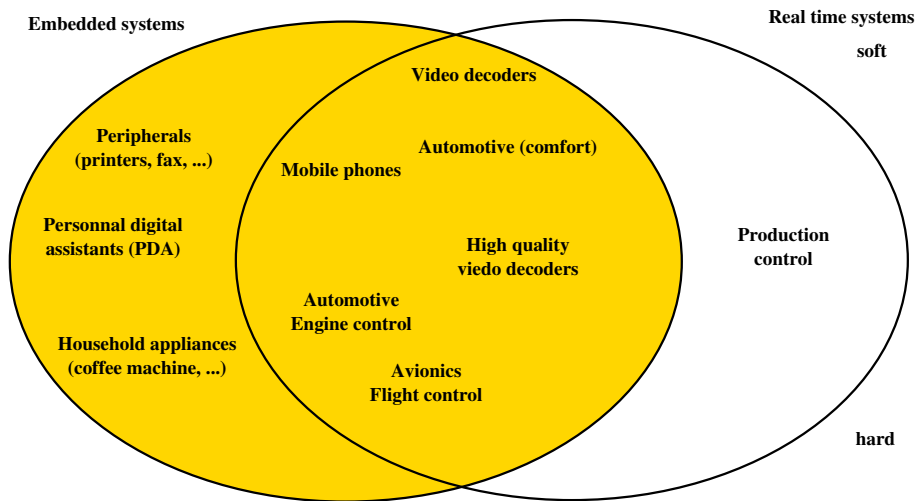 Embedded systems
Real time systems
soft
Video decoders
Peripherals
(printers, fax, ...)
Automotive (comfort)
Mobile phones
Personnal digital
assistants (PDA)
High quality
viedo decoders
Production
control
Automotive
Engine control
Household appliances
(coffee machine, ...)
Avionics
Flight control
hard